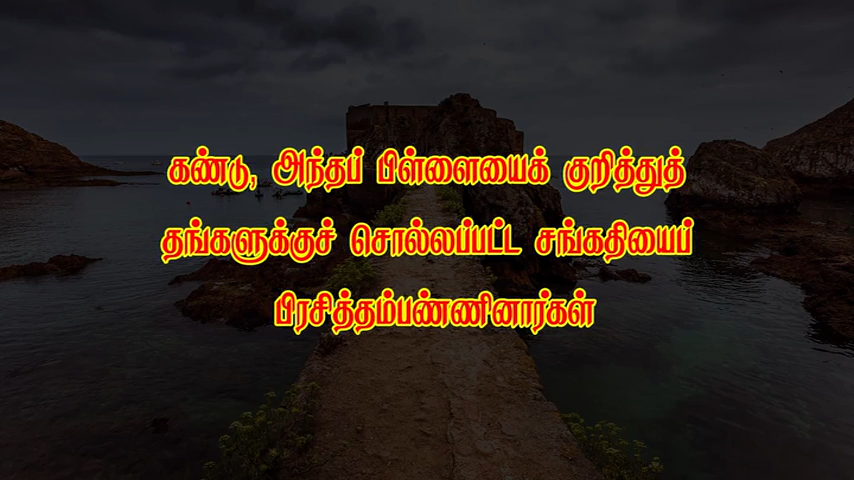 கண்டு, அந்தப் பிள்ளையைக் குறித்துத்
தங்களுக்குச் சொல்லப்பட்ட சங்கதியைப்
பிரசித்தம்பண்ணினார்கள்